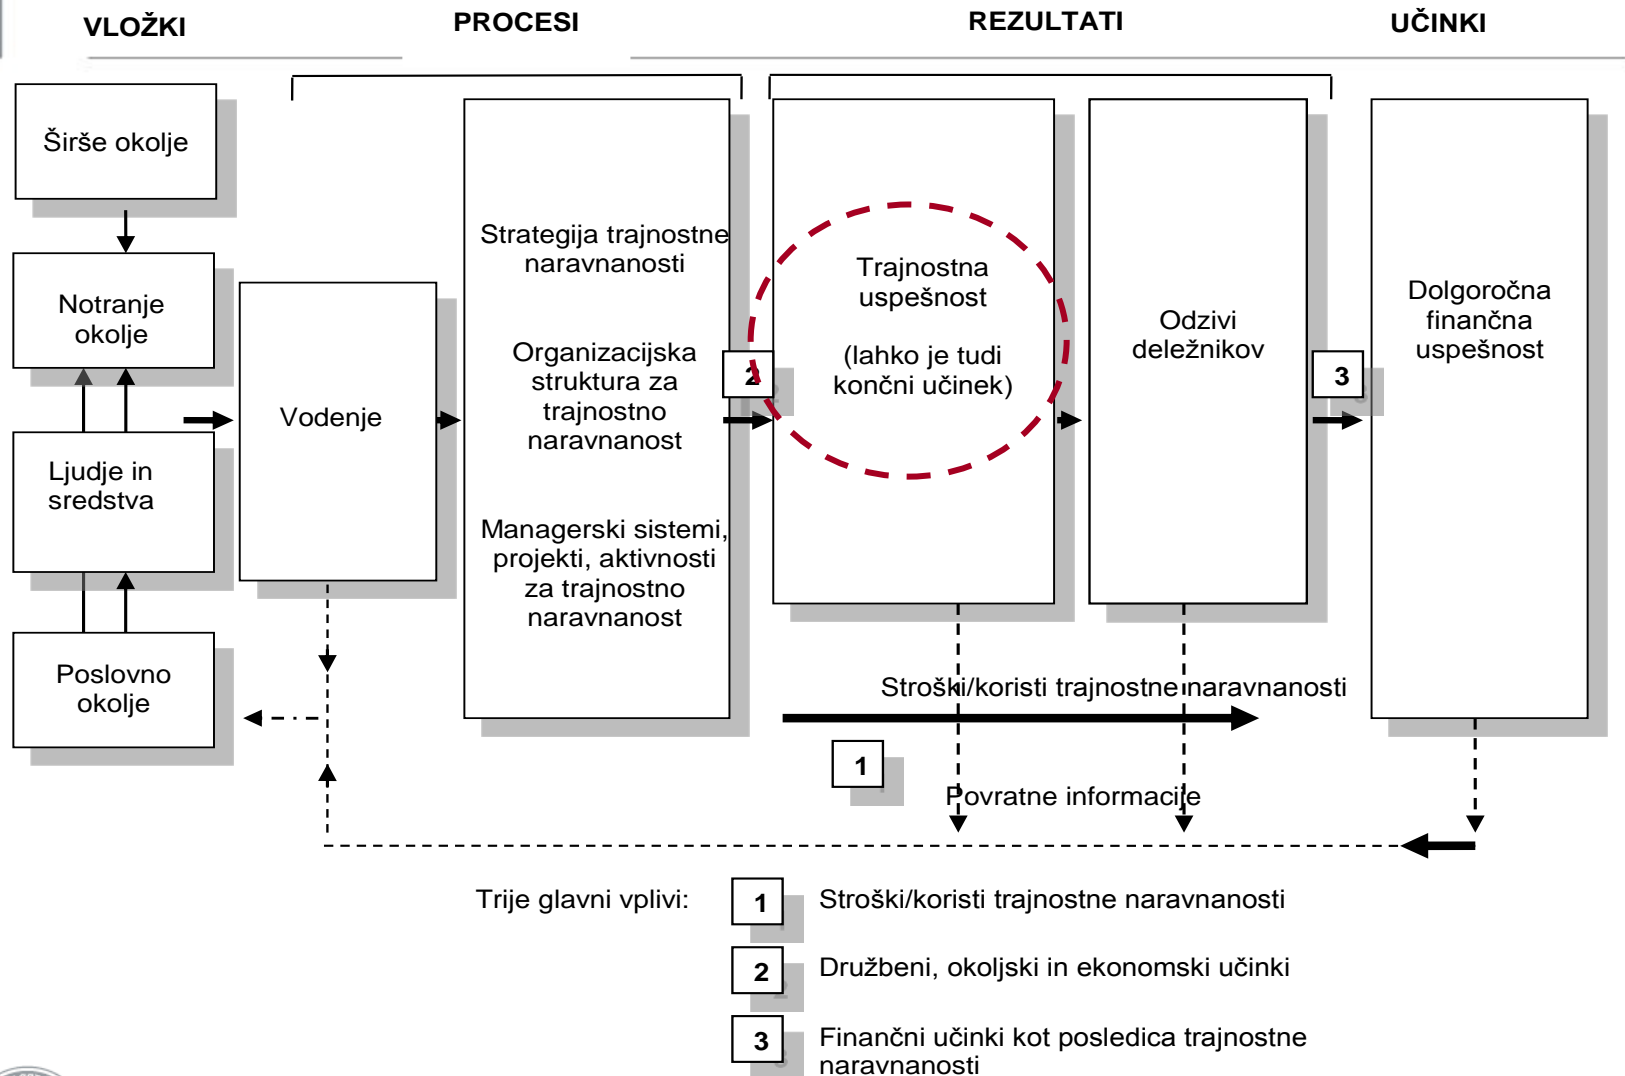 VLOŽKI
PROCESI
REZULTATI
UČINKI
Širše okolje
Notranje
okolje
Ljudje in
sredstva
Poslovno
okolje
Vodenje
Strategija trajnostne
naravnanosti
Organizacijska
struktura za
trajnostno
naravnanost
Managerski sistemi,
projekti, aktivnosti
za trajnostno
naravnanost
2
Trajnostna
uspešnost
(lahko je tudi
končni učinek)
Odzivi
deležnikov
3
Dolgoročna
finančna
uspešnost
Stroški/koristi trajnostne naravnanosti
1
Povratne informacije
Trije glavni vplivi:
1 Stroški/koristi trajnostne naravnanosti
2 Družbeni, okoljski in ekonomski učinki
3 Finančni učinki kot posledica trajnostne
naravnanosti